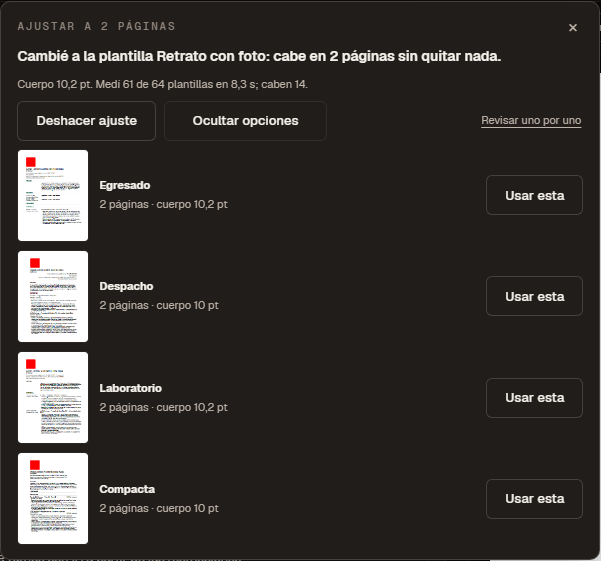 AJUSTAR A 2 PÁGINAS
×
Cambié a la plantilla Retrato con foto: cabe en 2 páginas sin quitar nada.
Cuerpo 10,2 pt. Medí 61 de 64 plantillas en 8,3 s; caben 14.
Deshacer ajuste
Ocultar opciones
Revisar uno por uno
Egresado
2 páginas · cuerpo 10,2 pt
Usar esta
Despacho
2 páginas · cuerpo 10 pt
Usar esta
Laboratorio
2 páginas · cuerpo 10,2 pt
Usar esta
Compacta
2 páginas · cuerpo 10 pt
Usar esta